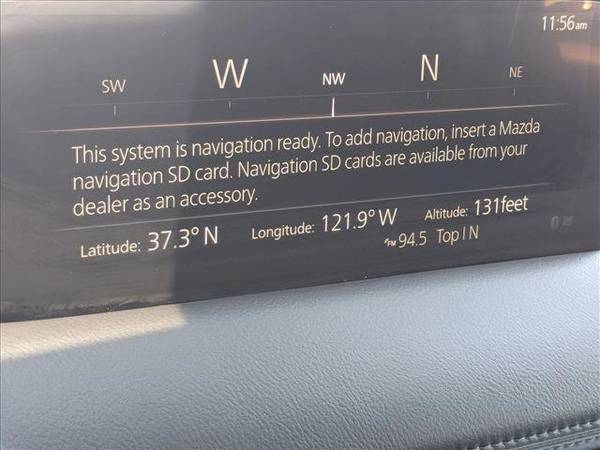 11:56am
SW W NW N NE
This system is navigation ready. To add navigation, insert a Mazda
navigation SD card. Navigation SD cards are available from your
dealer as an accessory.
Latitude: 37.3° N Longitude: 121.9° W Altitude: 131feet
FM 94.5 Top I N